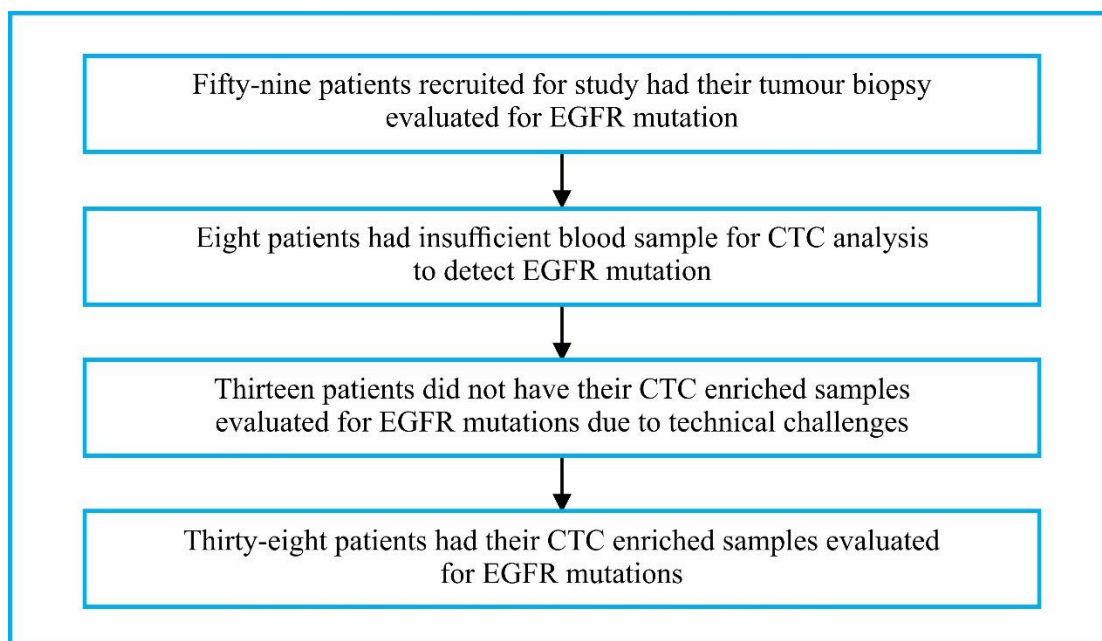 Fifty-nine patients recruited for study had their tumour biopsy
evaluated for EGFR mutation
Eight patients had insufficient blood sample for CTC analysis
to detect EGFR mutation
Thirteen patients did not have their CTC enriched samples
evaluated for EGFR mutations due to technical challenges
Thirty-eight patients had their CTC enriched samples evaluated
for EGFR mutations